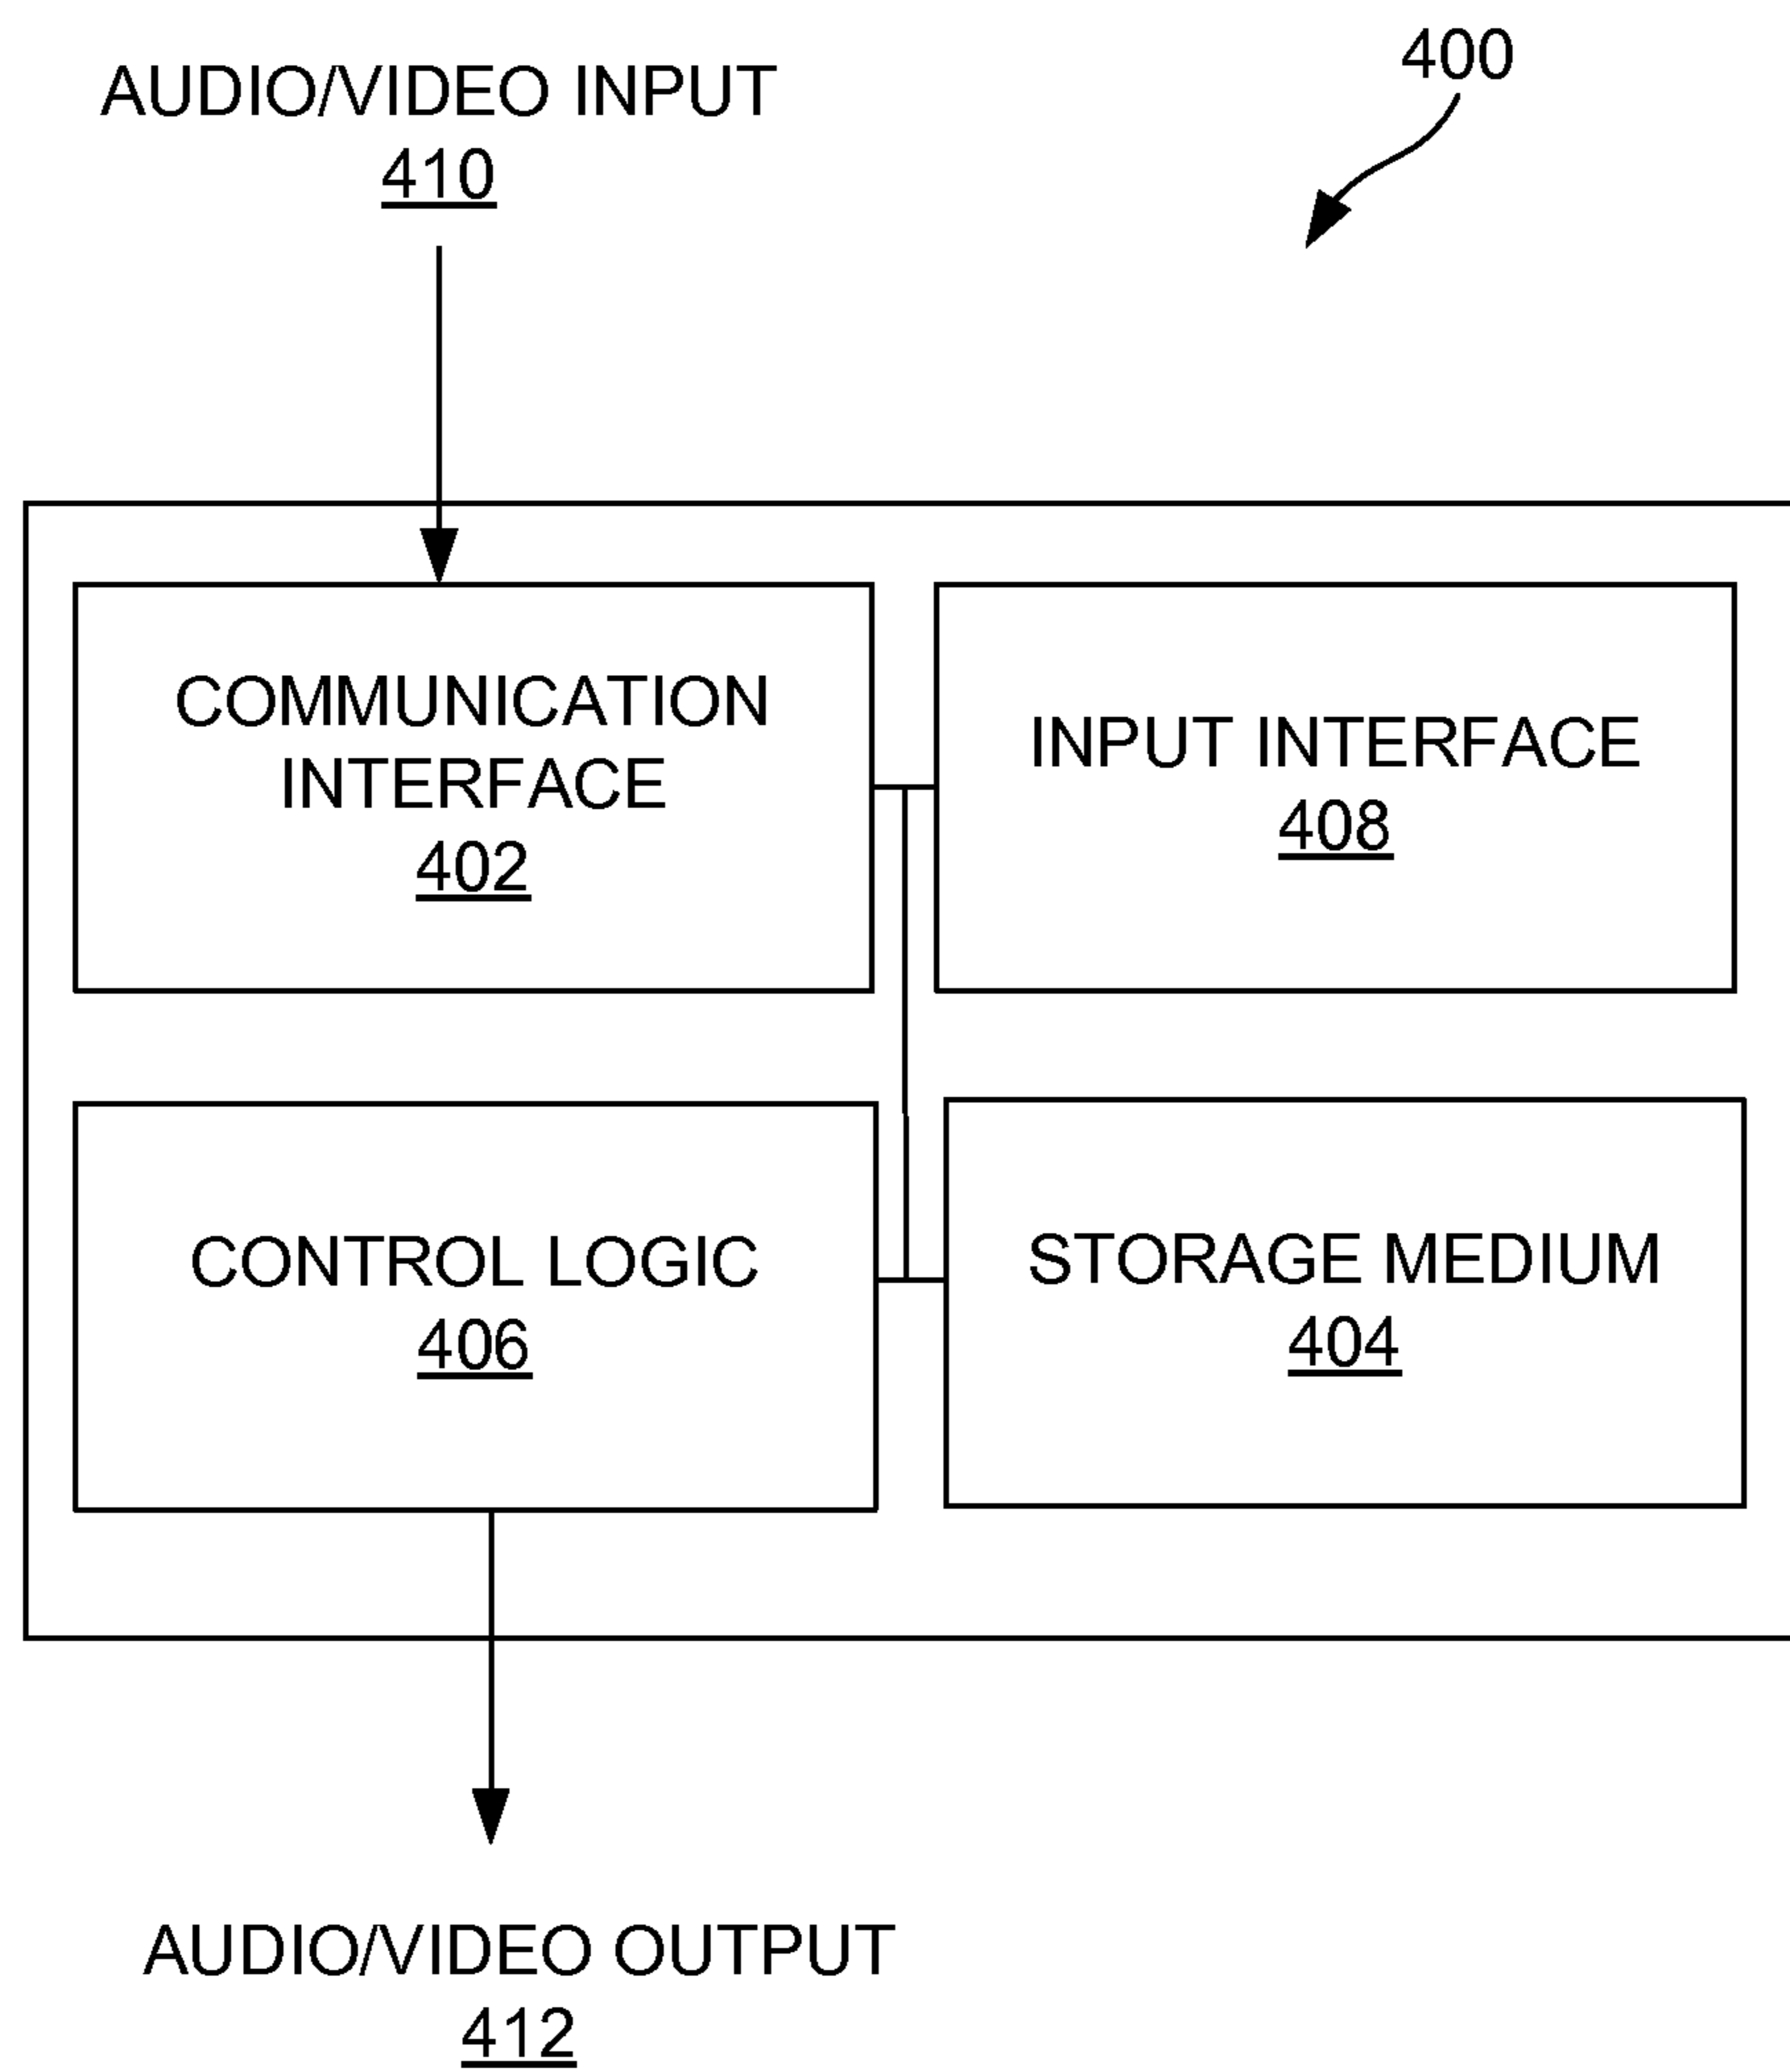 AUDIO/VIDEO INPUT
410
400
COMMUNICATION
INTERFACE
402
INPUT INTERFACE
408
CONTROL LOGIC
406
STORAGE MEDIUM
404
AUDIO/VIDEO OUTPUT
412